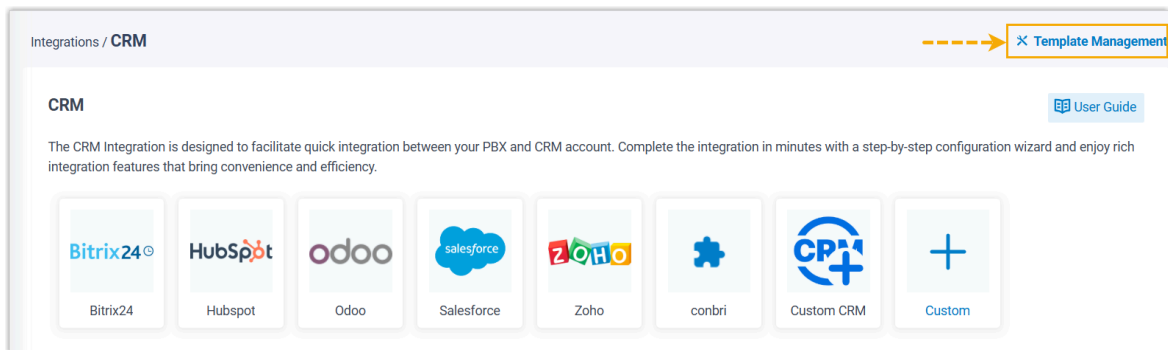 Integrations / CRM
Template Management
CRM
User Guide
The CRM Integration is designed to facilitate quick integration between your PBX and CRM account. Complete the integration in minutes with a step-by-step configuration wizard and enjoy rich
integration features that bring convenience and efficiency.
Bitrix24 HubSpot odoo salesforce ZOHO CRM
Bitrix24 Hubspot Odoo Salesforce Zoho conbri Custom CRM Custom